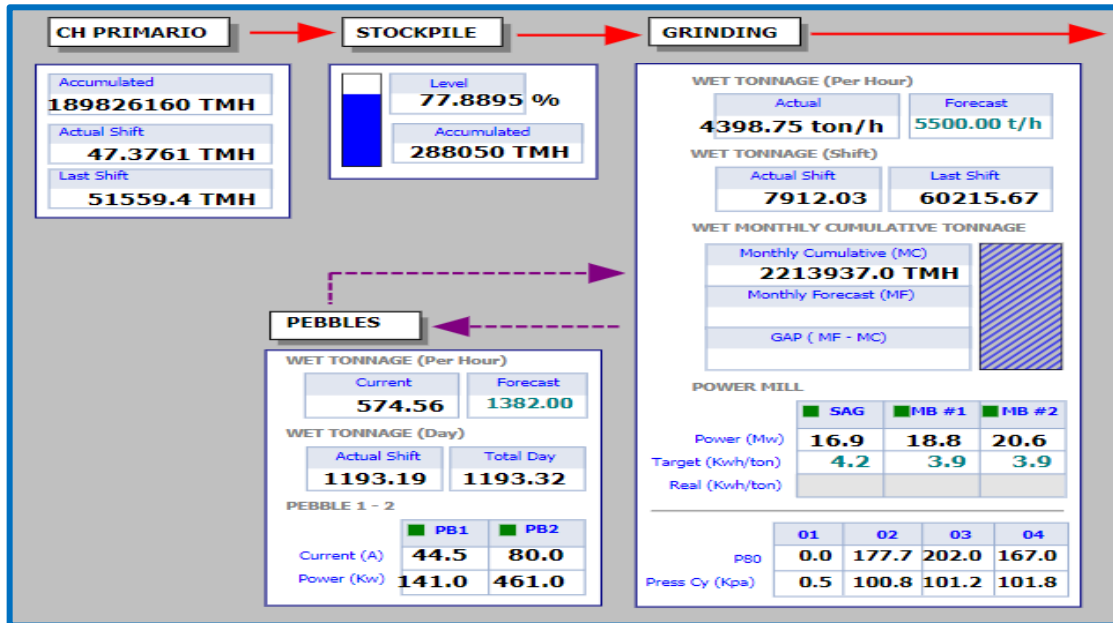 CH PRIMARIO
STOCKPILE
GRINDING
Accumulated
189826160 TMH
Actual Shift
47.3761 TMH
Last Shift
51559.4 TMH
Level
77.8895 %
Accumulated
288050 TMH
WET TONNAGE (Per Hour)
Actual Forecast
4398.75 ton/h 5500.00 t/h
WET TONNAGE (Shift)
Actual Shift Last Shift
7912.03 60215.67
WET MONTHLY CUMULATIVE TONNAGE
Monthly Cumulative (MC)
2213937.0 TMH
Monthly Forecast (MF)
GAP ( MF - MC)
POWER MILL
SAG MB #1 MB #2
Power (Mw) 16.9 18.8 20.6
Target (Kwh/ton) 4.2 3.9 3.9
Real (Kwh/ton)
01 02 03 04
P80 0.0 177.7 202.0 167.0
Press Cy (Kpa) 0.5 100.8 101.2 101.8
PEBBLES
WET TONNAGE (Per Hour)
Current Forecast
574.56 1382.00
WET TONNAGE (Day)
Actual Shift Total Day
1193.19 1193.32
PEBBLE 1 - 2
PB1 PB2
Current (A) 44.5 80.0
Power (Kw) 141.0 461.0